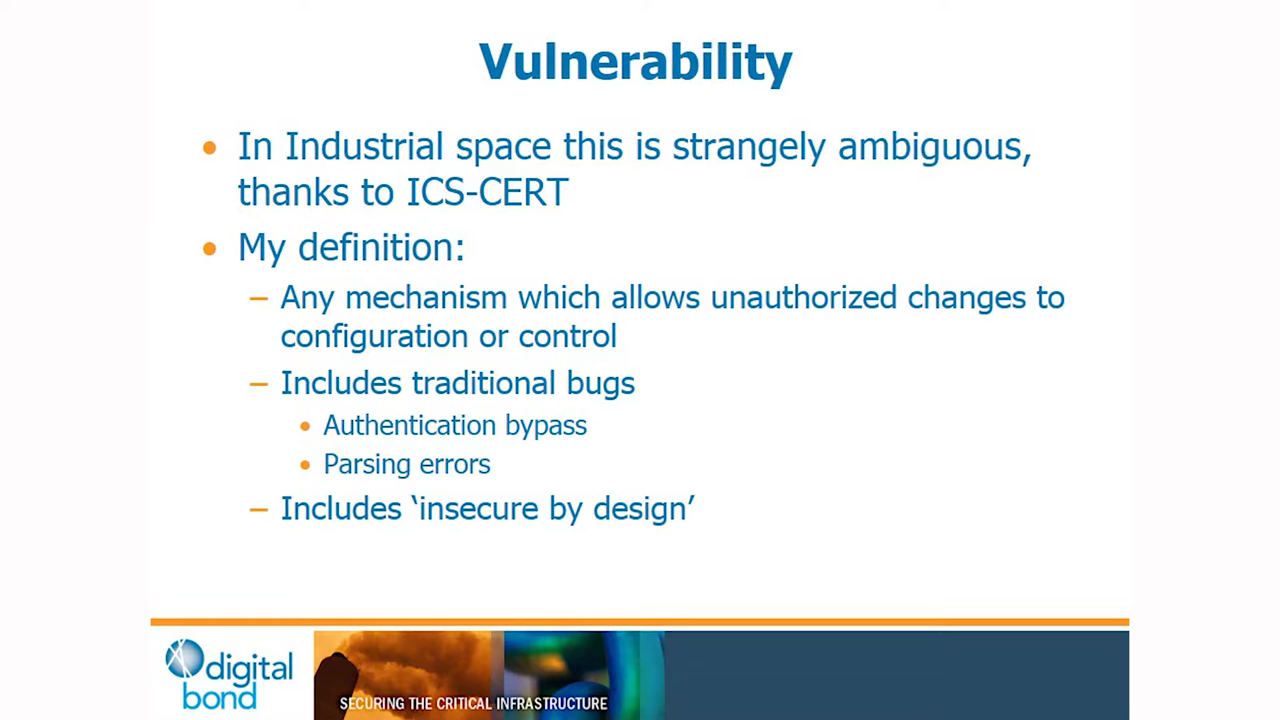 Vulnerability
• In Industrial space this is strangely ambiguous,
thanks to ICS-CERT
• My definition:
– Any mechanism which allows unauthorized changes to
configuration or control
– Includes traditional bugs
• Authentication bypass
• Parsing errors
– Includes ‘insecure by design’
digital
bond
SECURING THE CRITICAL INFRASTRUCTURE